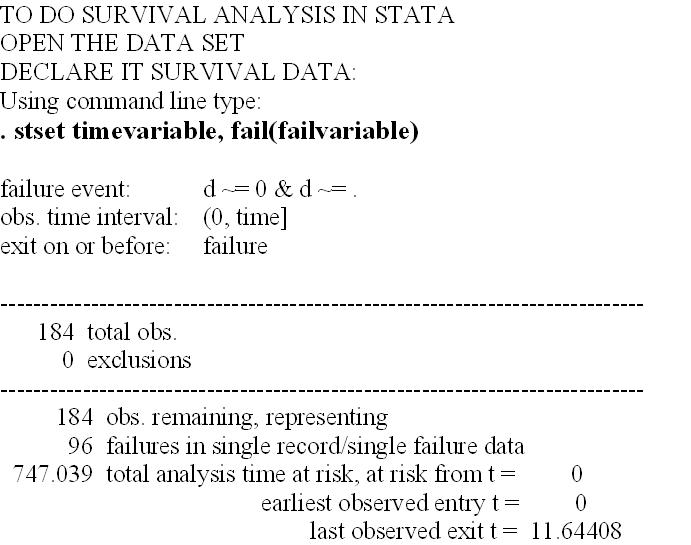 TO DO SURVIVAL ANALYSIS IN STATA
OPEN THE DATA SET
DECLARE IT SURVIVAL DATA:
Using command line type:
. stset timevariable, fail(failvariable)
failure event: d ~= 0 & d ~= .
obs. time interval: (0, time]
exit on or before: failure
--------------------------------------------------------------------------------
184 total obs.
0 exclusions
--------------------------------------------------------------------------------
184 obs. remaining, representing
96 failures in single record/single failure data
747.039 total analysis time at risk, at risk from t = 0
earliest observed entry t = 0
last observed exit t = 11.64408